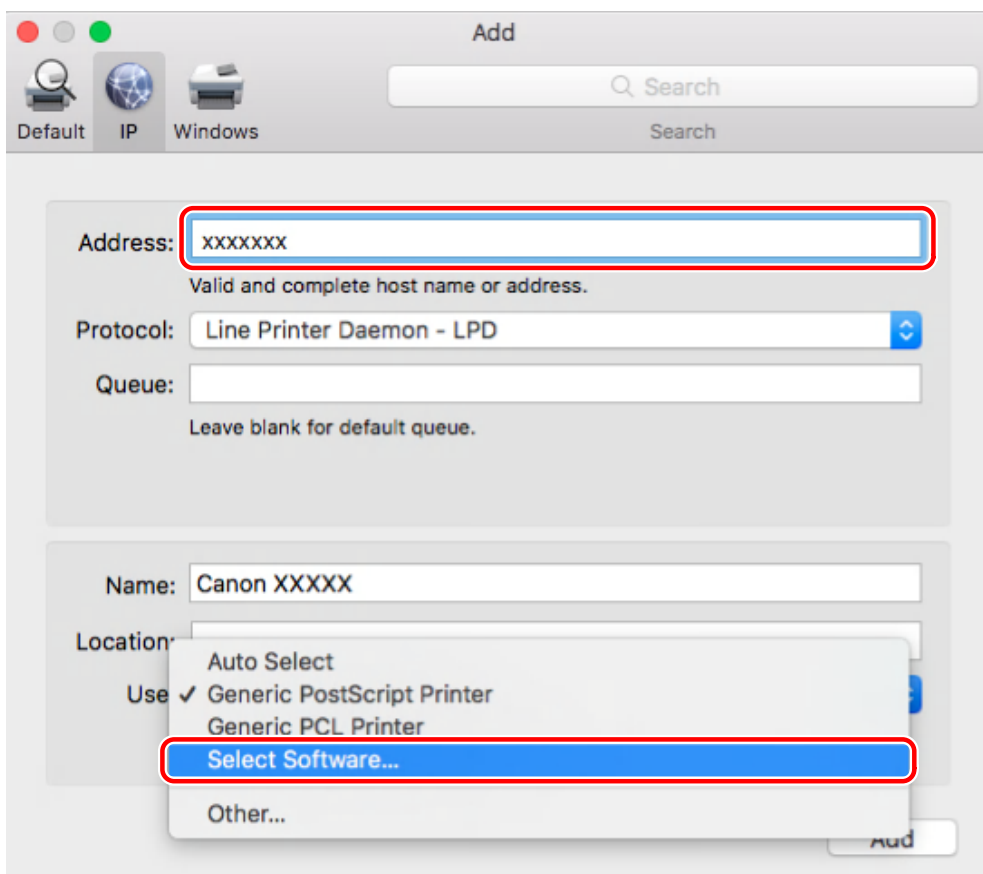 Add
Search
Default IP Windows Search
Address: xxxxxxx
Valid and complete host name or address.
Protocol: Line Printer Daemon - LPD
Queue:
Leave blank for default queue.
Name: Canon XXXXX
Location:
Auto Select
Use ✓ Generic PostScript Printer
Generic PCL Printer
Select Software...
Other...
Add